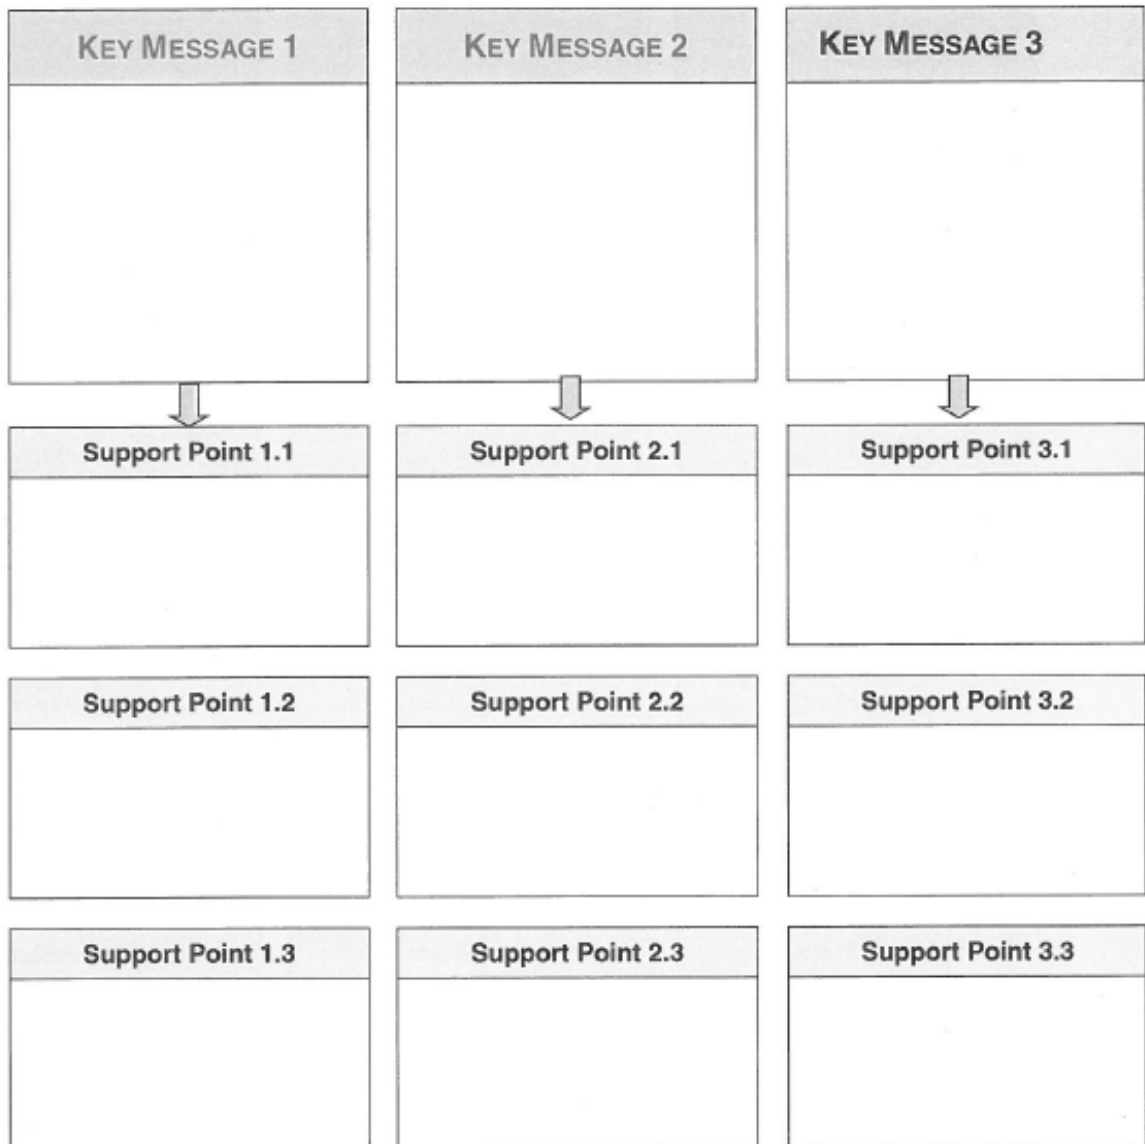 KEY MESSAGE 1
KEY MESSAGE 2
KEY MESSAGE 3
Support Point 1.1
Support Point 2.1
Support Point 3.1
Support Point 1.2
Support Point 2.2
Support Point 3.2
Support Point 1.3
Support Point 2.3
Support Point 3.3